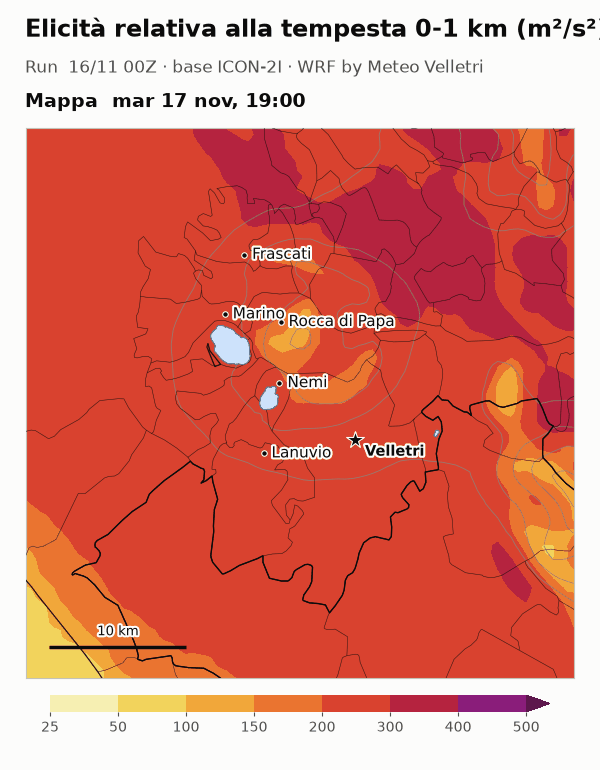 Elicità relativa alla tempesta 0-1 km (m²/s²)
Run 16/11 00Z · base ICON-2I · WRF by Meteo Velletri
Mappa mar 17 nov, 19:00
Frascati
Marino
Rocca di Papa
Nemi
Velletri
Lanuvio
10 km
25 50 100 150 200 300 400 500